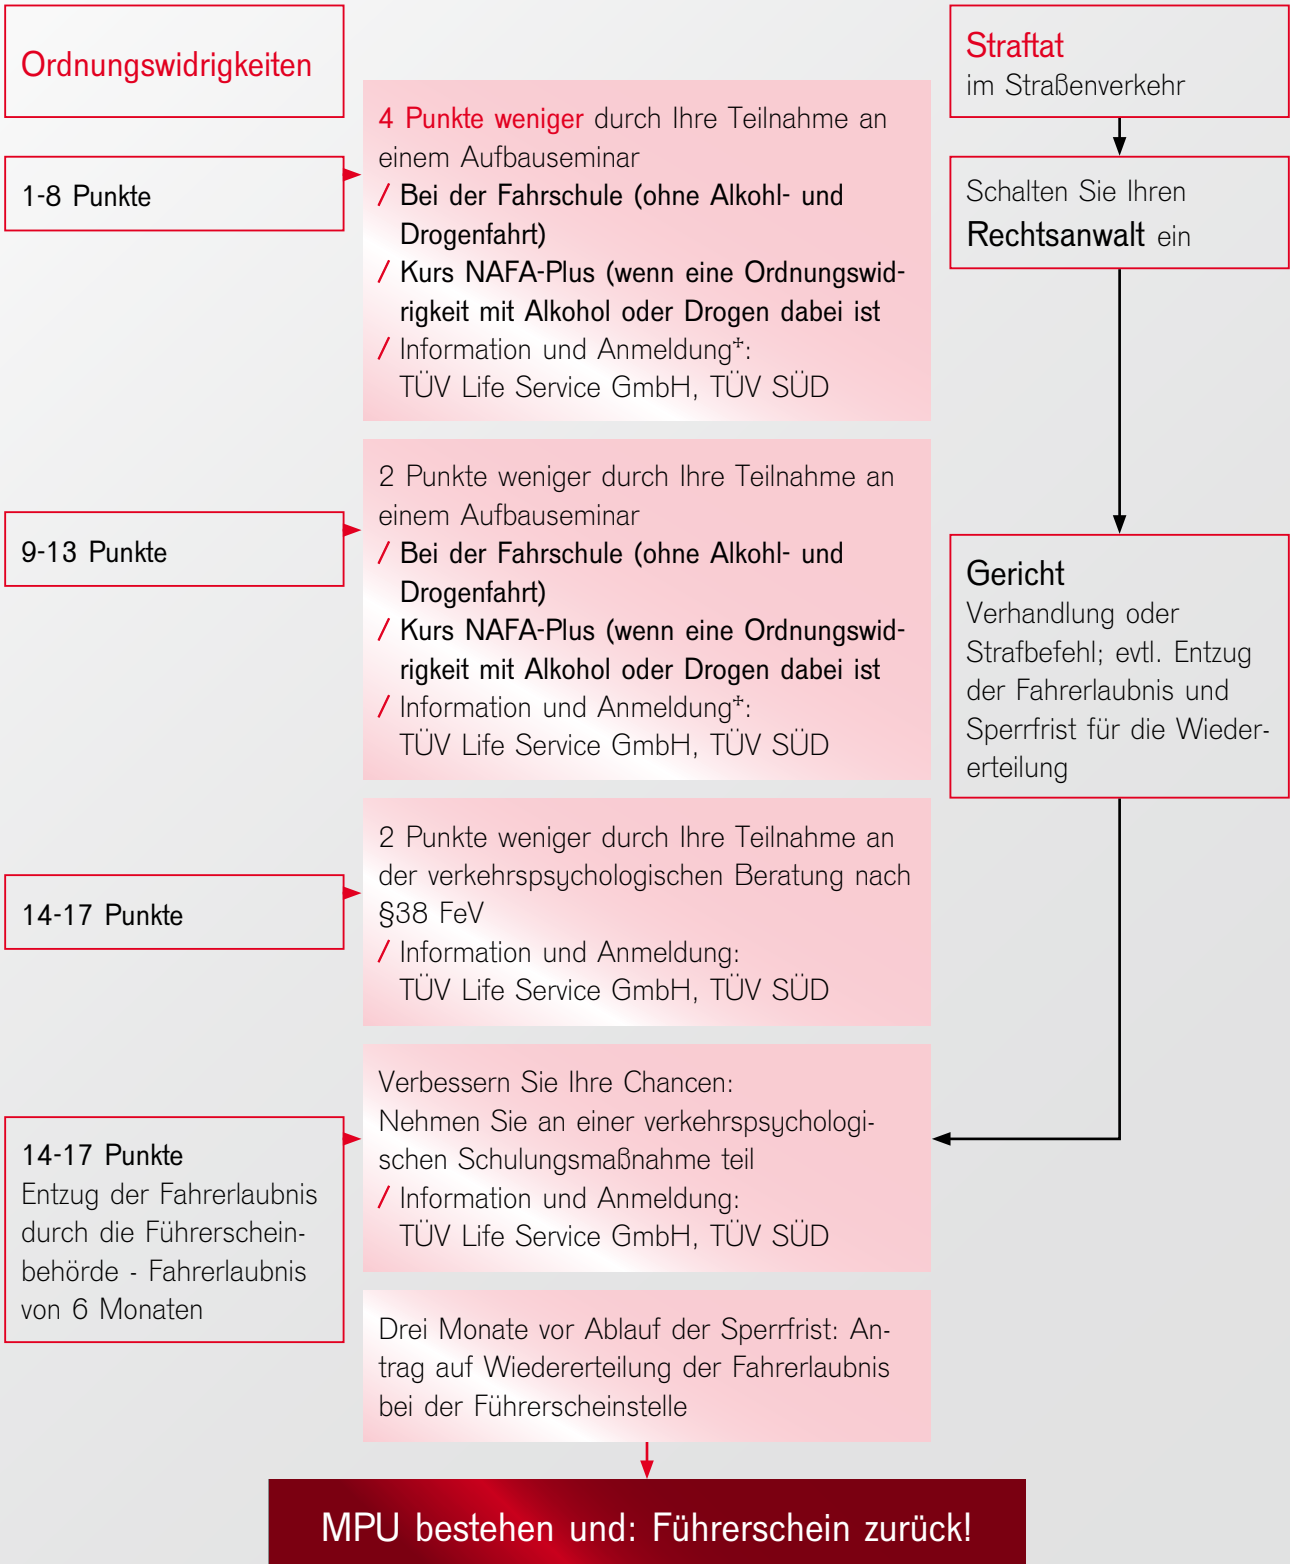 Ordnungswidrigkeiten
1-8 Punkte
4 Punkte weniger durch Ihre Teilnahme an
einem Aufbauseminar
/ Bei der Fahrschule (ohne Alkohl- und
Drogenfahrt)
/ Kurs NAFA-Plus (wenn eine Ordnungswid-
rigkeit mit Alkohol oder Drogen dabei ist
/ Information und Anmeldung*:
TÜV Life Service GmbH, TÜV SÜD
9-13 Punkte
2 Punkte weniger durch Ihre Teilnahme an
einem Aufbauseminar
/ Bei der Fahrschule (ohne Alkohl- und
Drogenfahrt)
/ Kurs NAFA-Plus (wenn eine Ordnungswid-
rigkeit mit Alkohol oder Drogen dabei ist
/ Information und Anmeldung*:
TÜV Life Service GmbH, TÜV SÜD
14-17 Punkte
2 Punkte weniger durch Ihre Teilnahme an
der verkehrspsychologischen Beratung nach
§38 FeV
/ Information und Anmeldung:
TÜV Life Service GmbH, TÜV SÜD
14-17 Punkte
Entzug der Fahrerlaubnis
durch die Führerschein-
behörde - Fahrerlaubnis
von 6 Monaten
Verbessern Sie Ihre Chancen:
Nehmen Sie an einer verkehrspsychologi-
schen Schulungsmaßnahme teil
/ Information und Anmeldung:
TÜV Life Service GmbH, TÜV SÜD
Straftat
im Straßenverkehr
Schalten Sie Ihren
Rechtsanwalt ein
Gericht
Verhandlung oder
Strafbefehl; evtl. Entzug
der Fahrerlaubnis und
Sperrfrist für die Wieder-
erteilung
Drei Monate vor Ablauf der Sperrfrist: An-
trag auf Wiedererteilung der Fahrerlaubnis
bei der Führerscheinstelle
MPU bestehen und: Führerschein zurück!